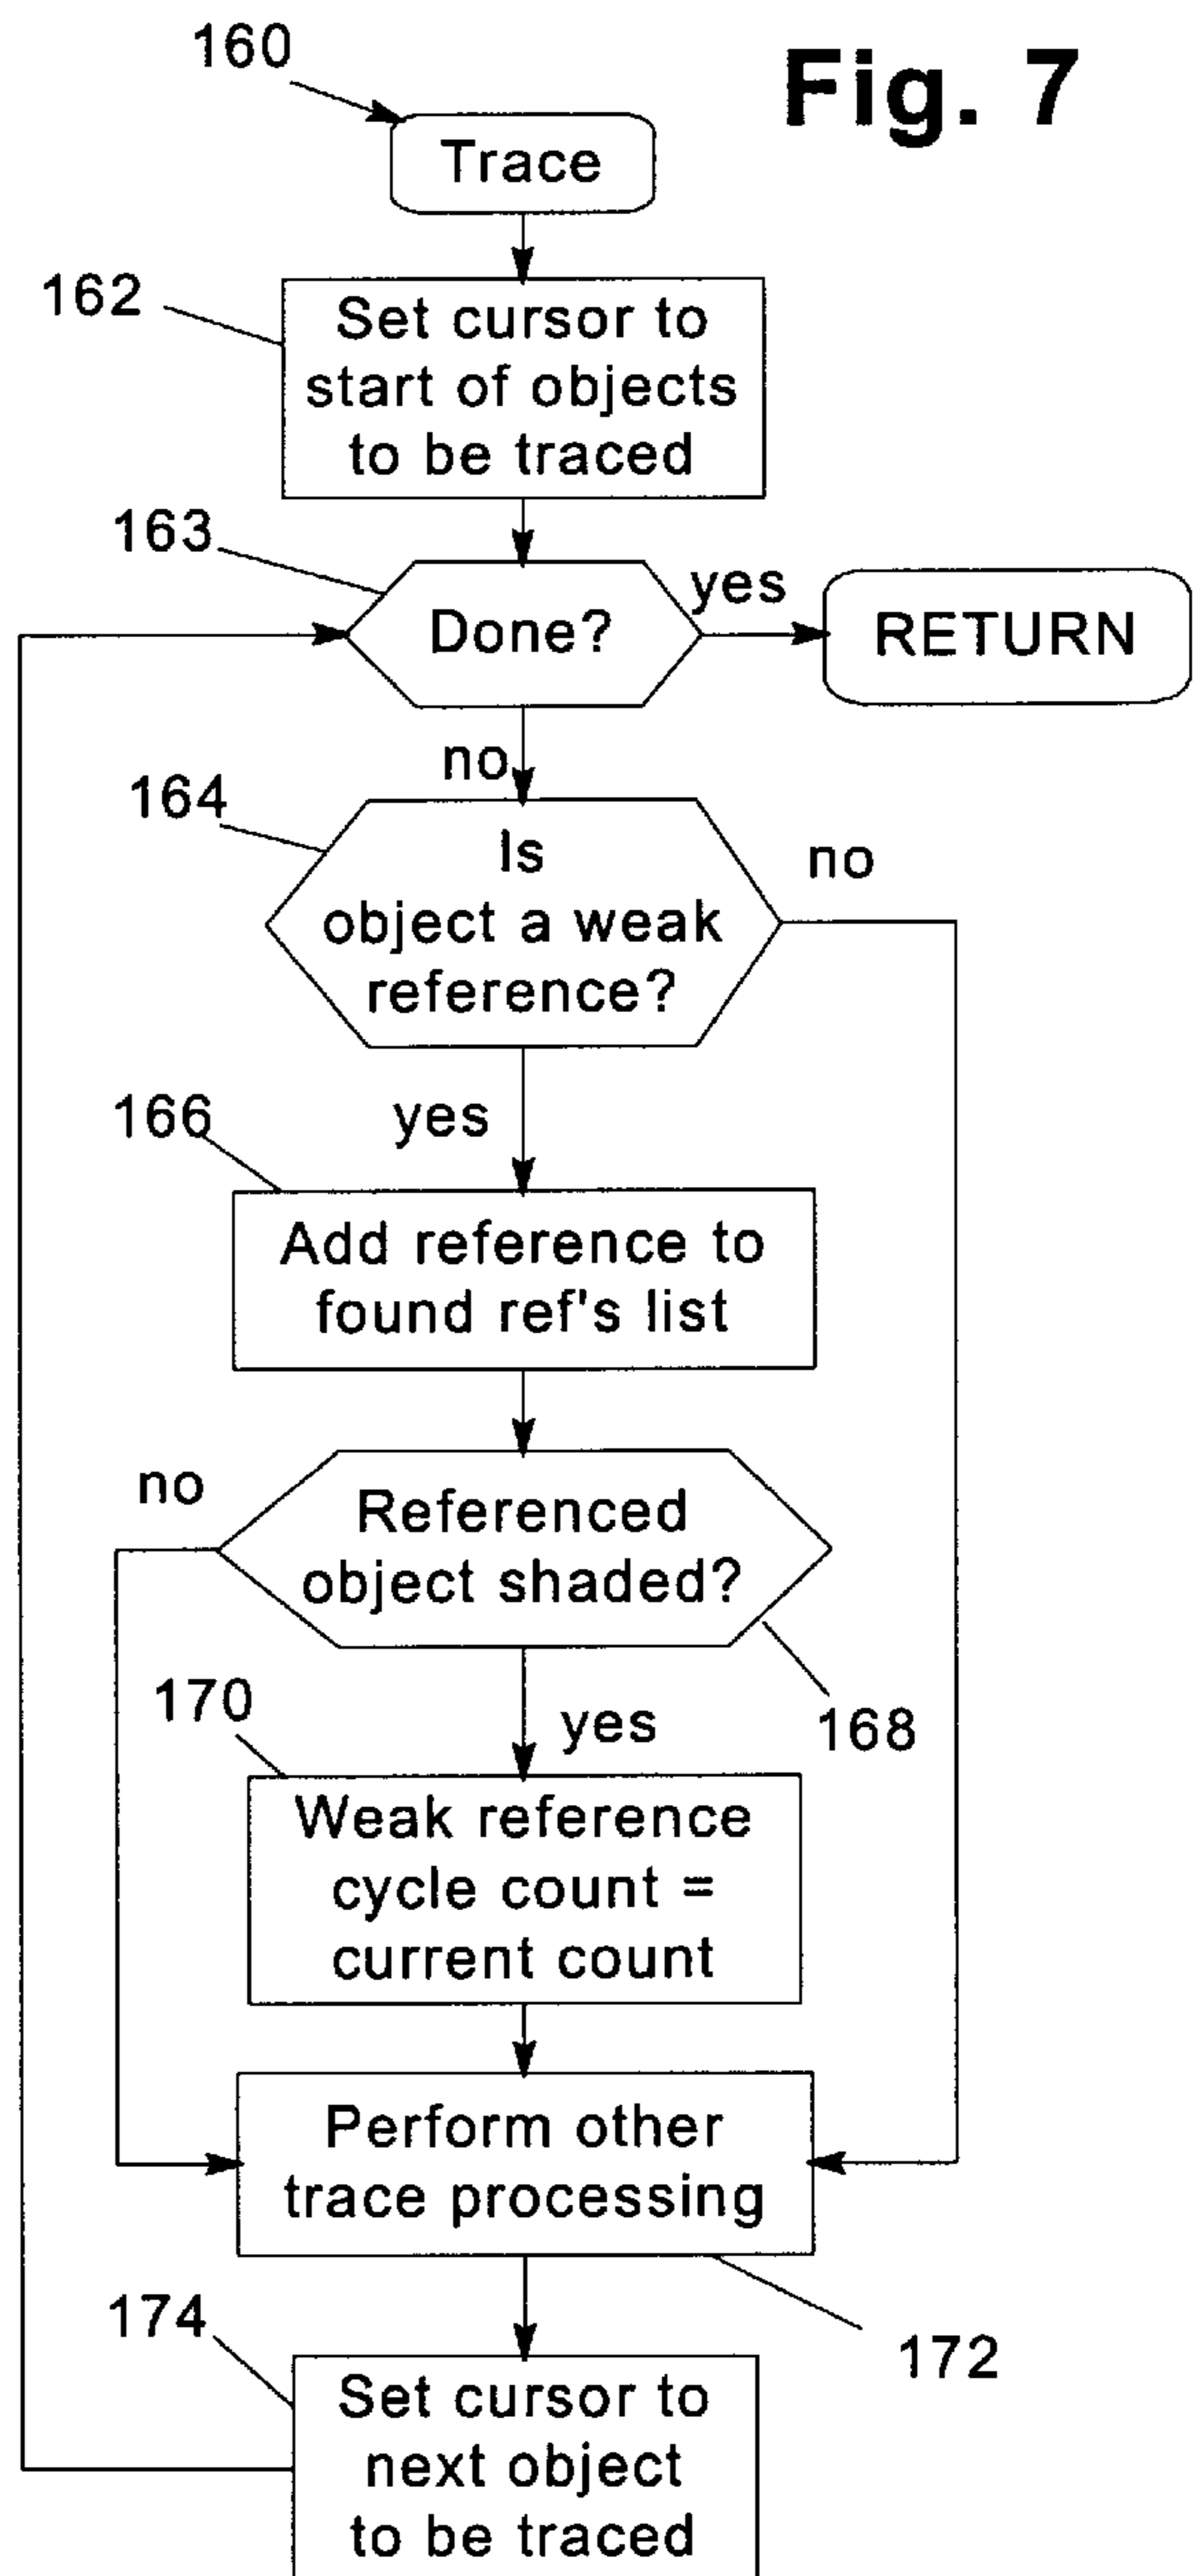 160
Fig. 7
Trace
162
Set cursor to
start of objects
to be traced
163
Done?
yes
RETURN
no
164
Is
object a weak
reference?
no
yes
166
Add reference to
found ref's list
no
Referenced
object shaded?
168
170
yes
Weak reference
cycle count =
current count
Perform other
trace processing
172
174
Set cursor to
next object
to be traced